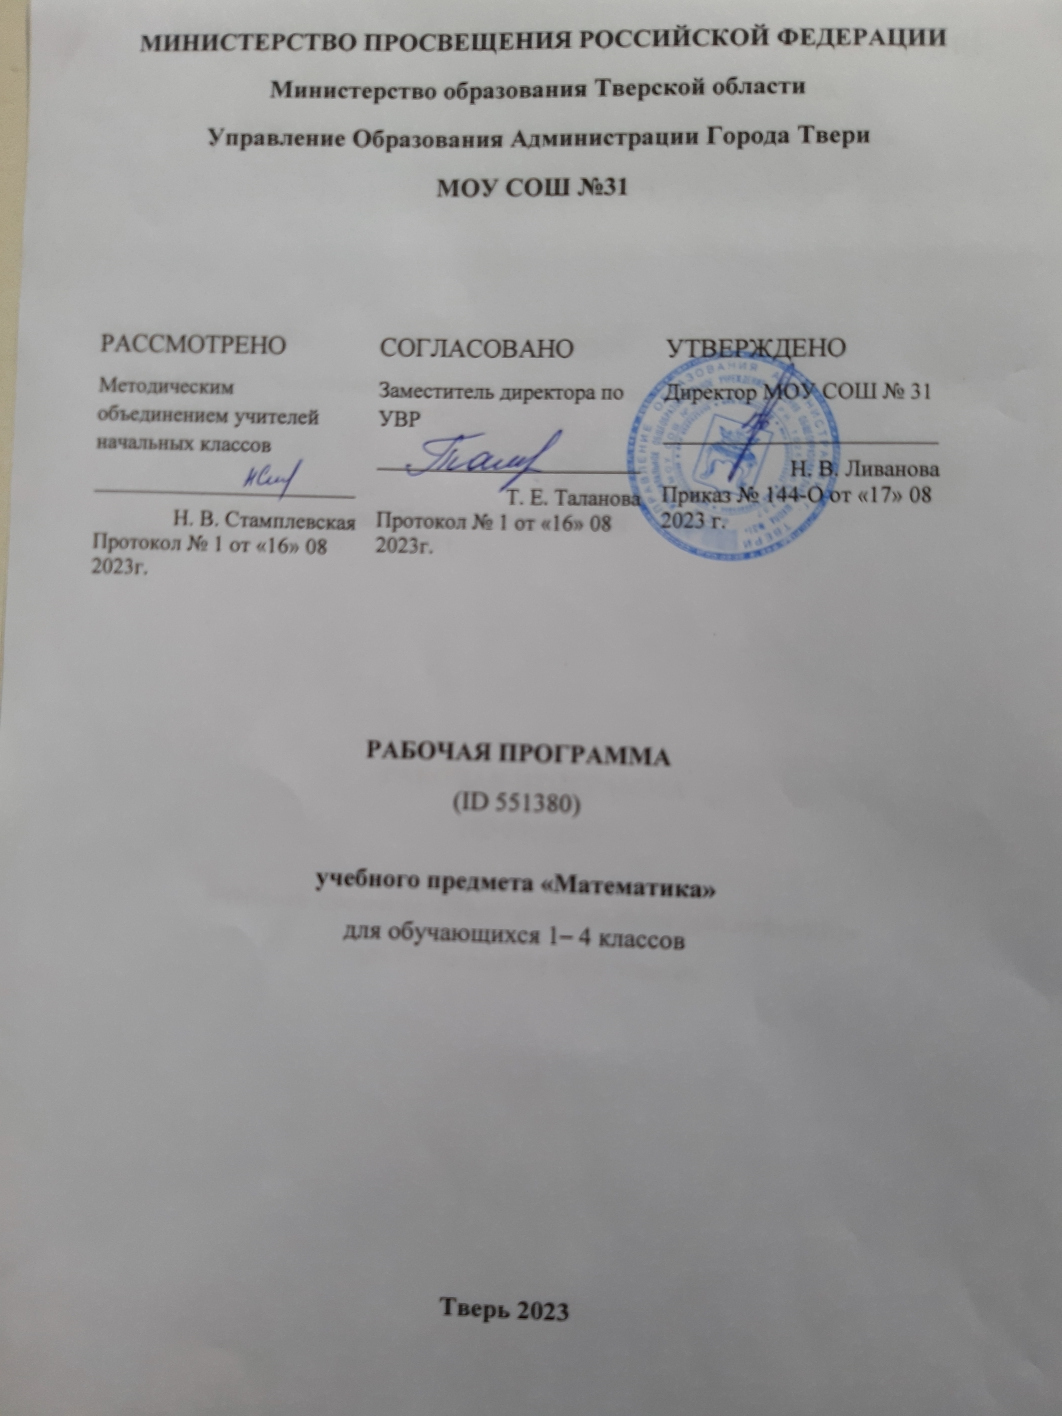 МИНИСТЕРСТВО ПРОСВЕЩЕНИЯ РОССИЙСКОЙ ФЕДЕРАЦИИ
Министерство образования Тверской области
Управление Образования Администрации Города Твери
МОУ СОШ №31
РАССМОТРЕНО
Методическим
объединением учителей
начальных классов
Н. В. Стамплевская
Протокол № 1 от «16» 08
2023г.
СОГЛАСОВАНО
Заместитель директора по
УВР
Т. Е. Таланова
Протокол № 1 от «16» 08
2023г.
УТВЕРЖДЕНО
Директор МОУ СОШ № 31
Н. В. Ливанова
Приказ № 144-О от «17» 08
2023 г.
РАБОЧАЯ ПРОГРАММА
(ID 551380)
учебного предмета «Математика»
для обучающихся 1– 4 классов
Тверь 2023